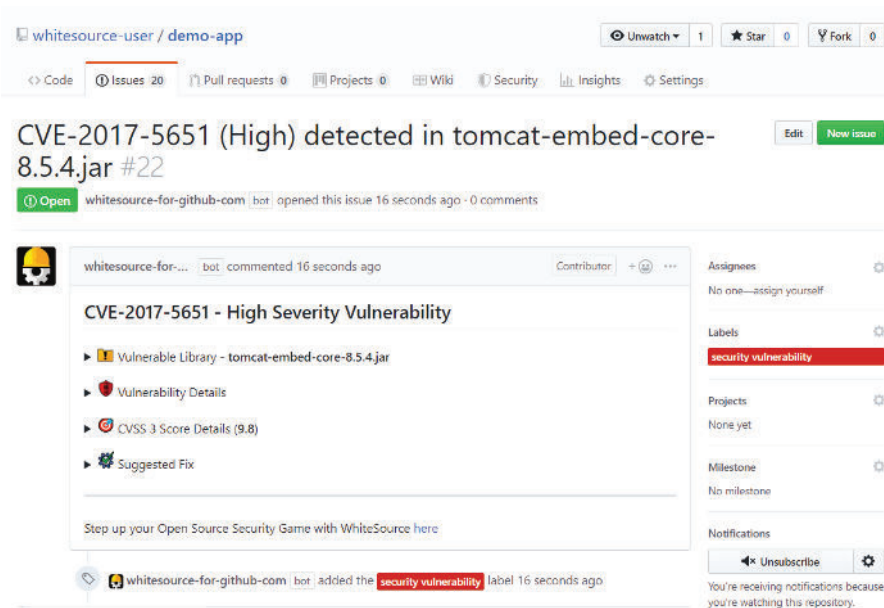 whitesource-user / demo-app
Unwatch 1 Star 0 Fork 0
Code Issues 20 Pull requests 0 Projects 0 Wiki Security Insights Settings
CVE-2017-5651 (High) detected in tomcat-embed-core-
8.5.4.jar #22
Edit New issue
Open whitesource-for-github-com bot opened this issue 16 seconds ago · 0 comments
whitesource-for-... bot commented 16 seconds ago Contributor + ...
CVE-2017-5651 - High Severity Vulnerability
Vulnerable Library - tomcat-embed-core-8.5.4.jar
Vulnerability Details
CVSS 3 Score Details (9.8)
Suggested Fix
Step up your Open Source Security Game with WhiteSource here
whitesource-for-github-com bot added the security vulnerability label 16 seconds ago
Assignees
No one—assign yourself
Labels
security vulnerability
Projects
None yet
Milestone
No milestone
Notifications
Unsubscribe
You're receiving notifications because
you're watching this repository.